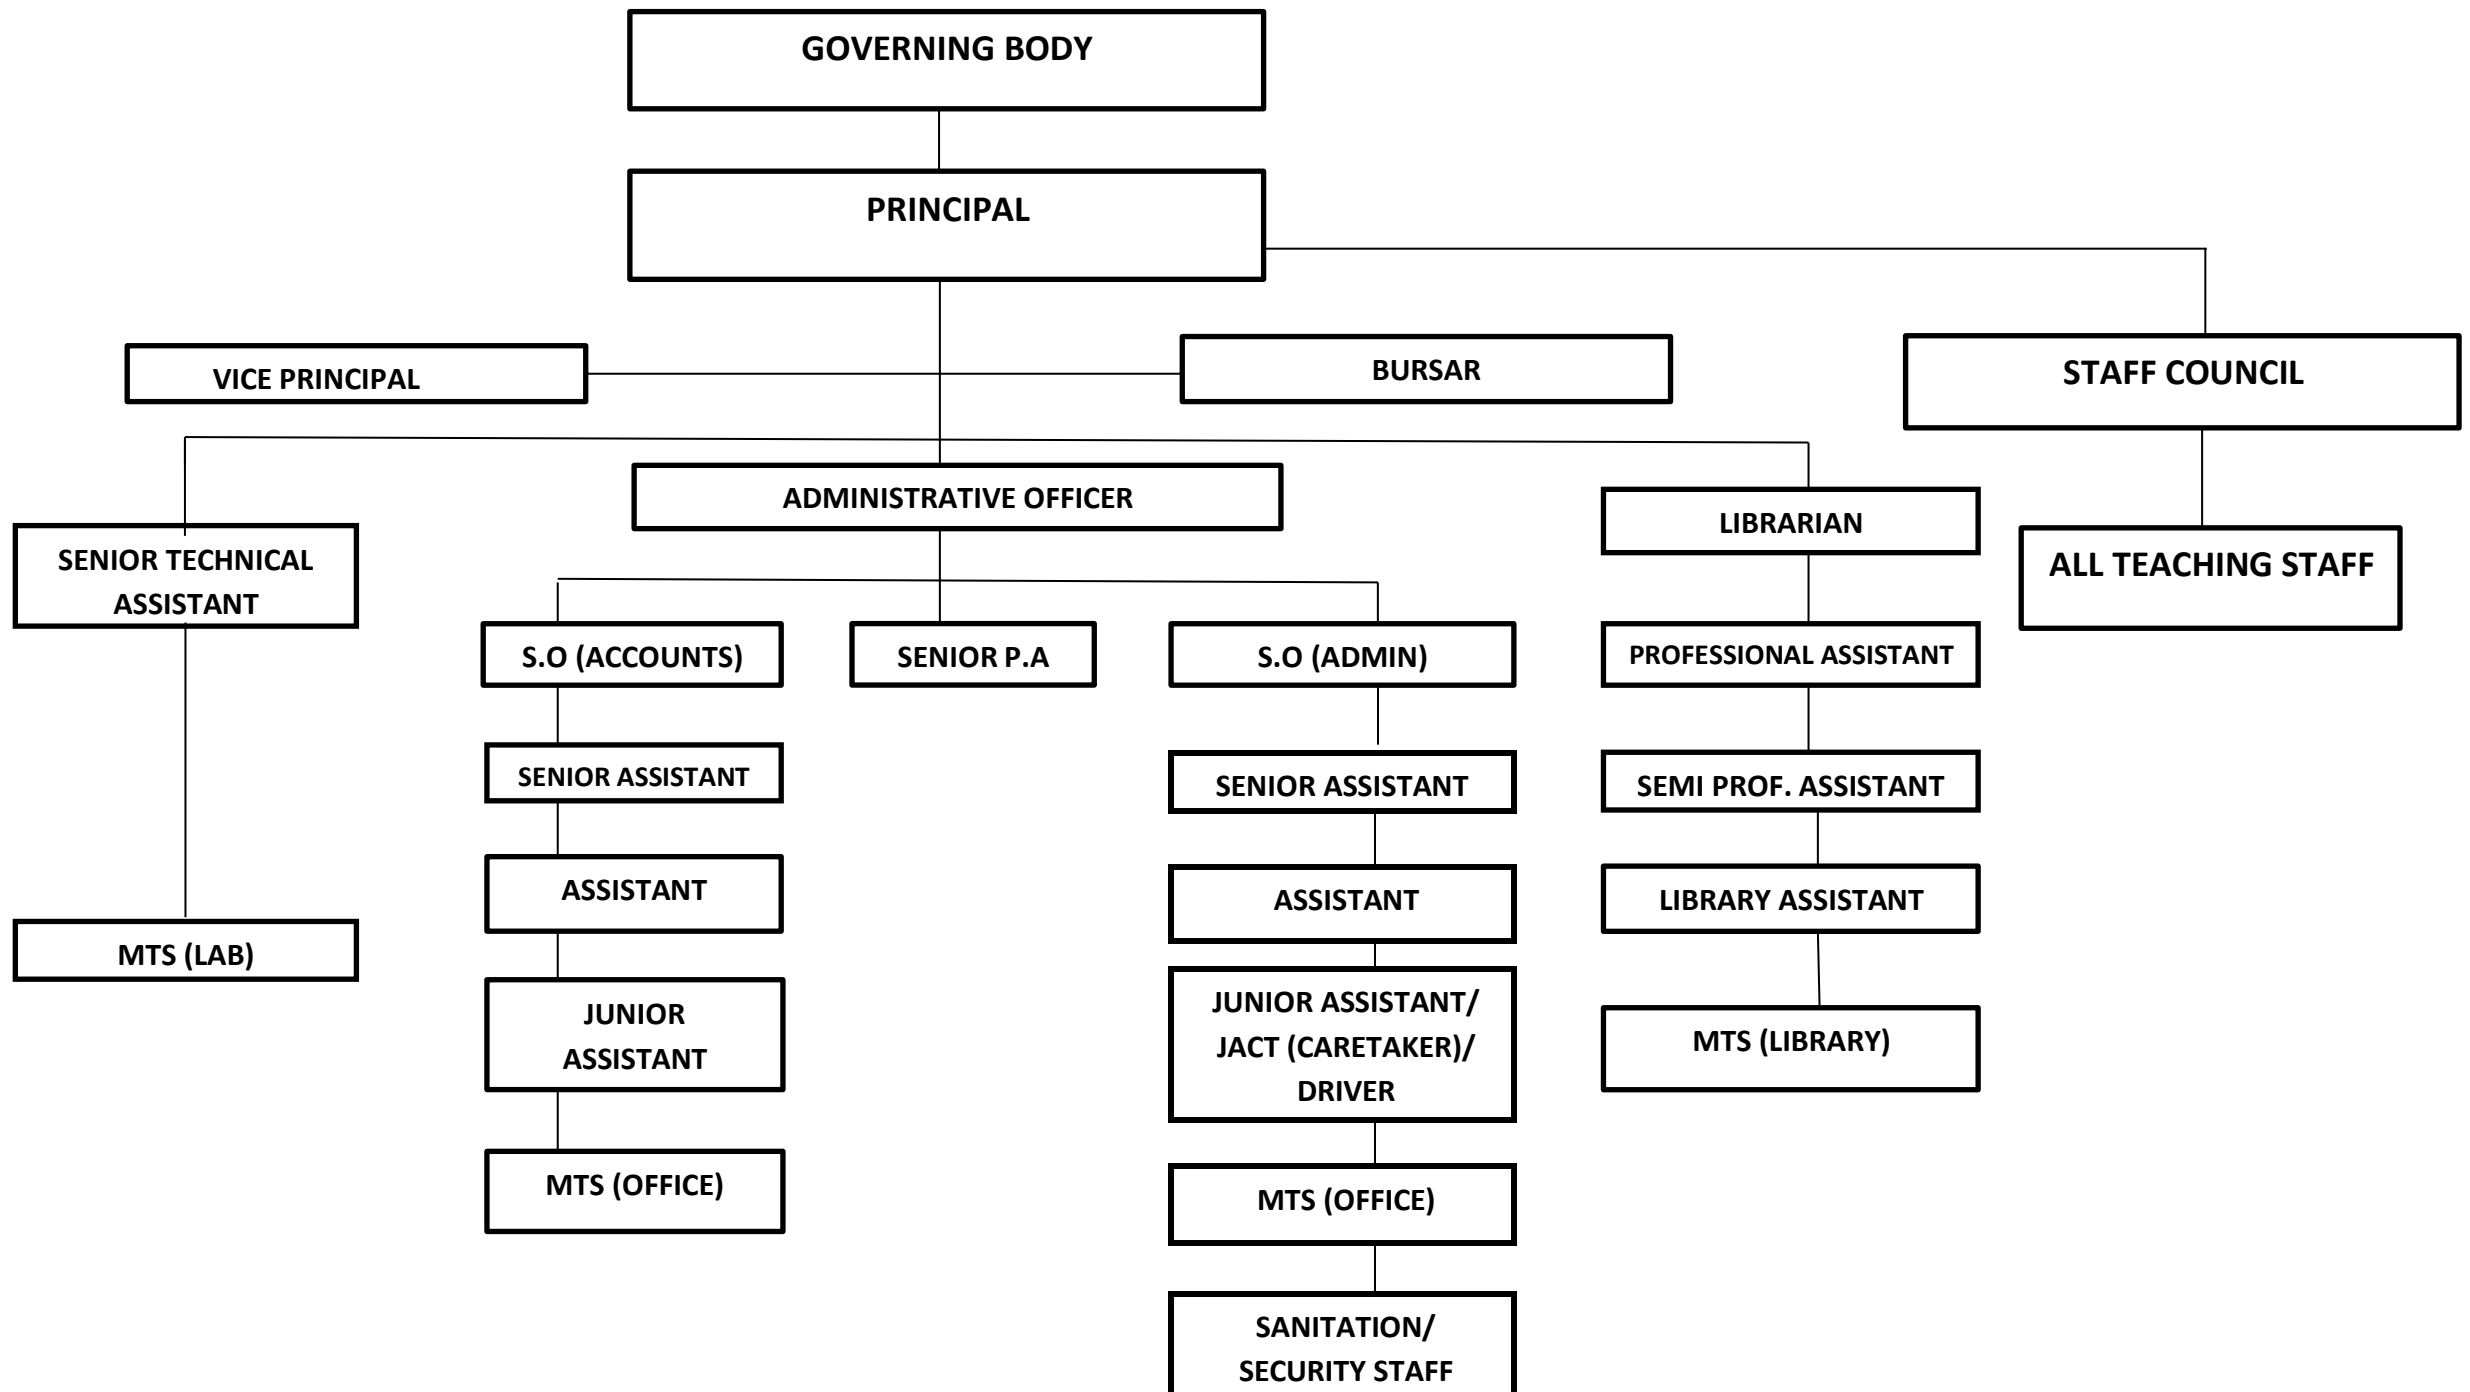 GOVERNING BODY
PRINCIPAL
VICE PRINCIPAL
BURSAR
STAFF COUNCIL
ADMINISTRATIVE OFFICER
LIBRARIAN
SENIOR TECHNICAL
ASSISTANT
ALL TEACHING STAFF
S.O (ACCOUNTS)
SENIOR P.A
S.O (ADMIN)
PROFESSIONAL ASSISTANT
SENIOR ASSISTANT
SENIOR ASSISTANT
SEMI PROF. ASSISTANT
ASSISTANT
ASSISTANT
LIBRARY ASSISTANT
MTS (LAB)
JUNIOR
ASSISTANT
JUNIOR ASSISTANT/
JACT (CARETAKER)/
DRIVER
MTS (LIBRARY)
MTS (OFFICE)
MTS (OFFICE)
SANITATION/
SECURITY STAFF